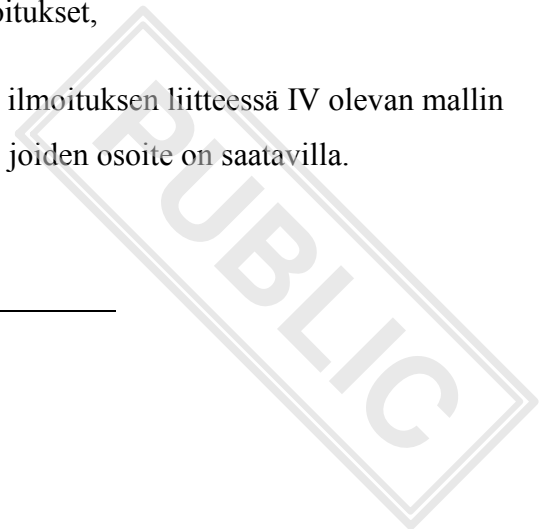 oitukset,
ilmoituksen liitteessä IV olevan mallin
joiden osoite on saatavilla.
PUBLIC